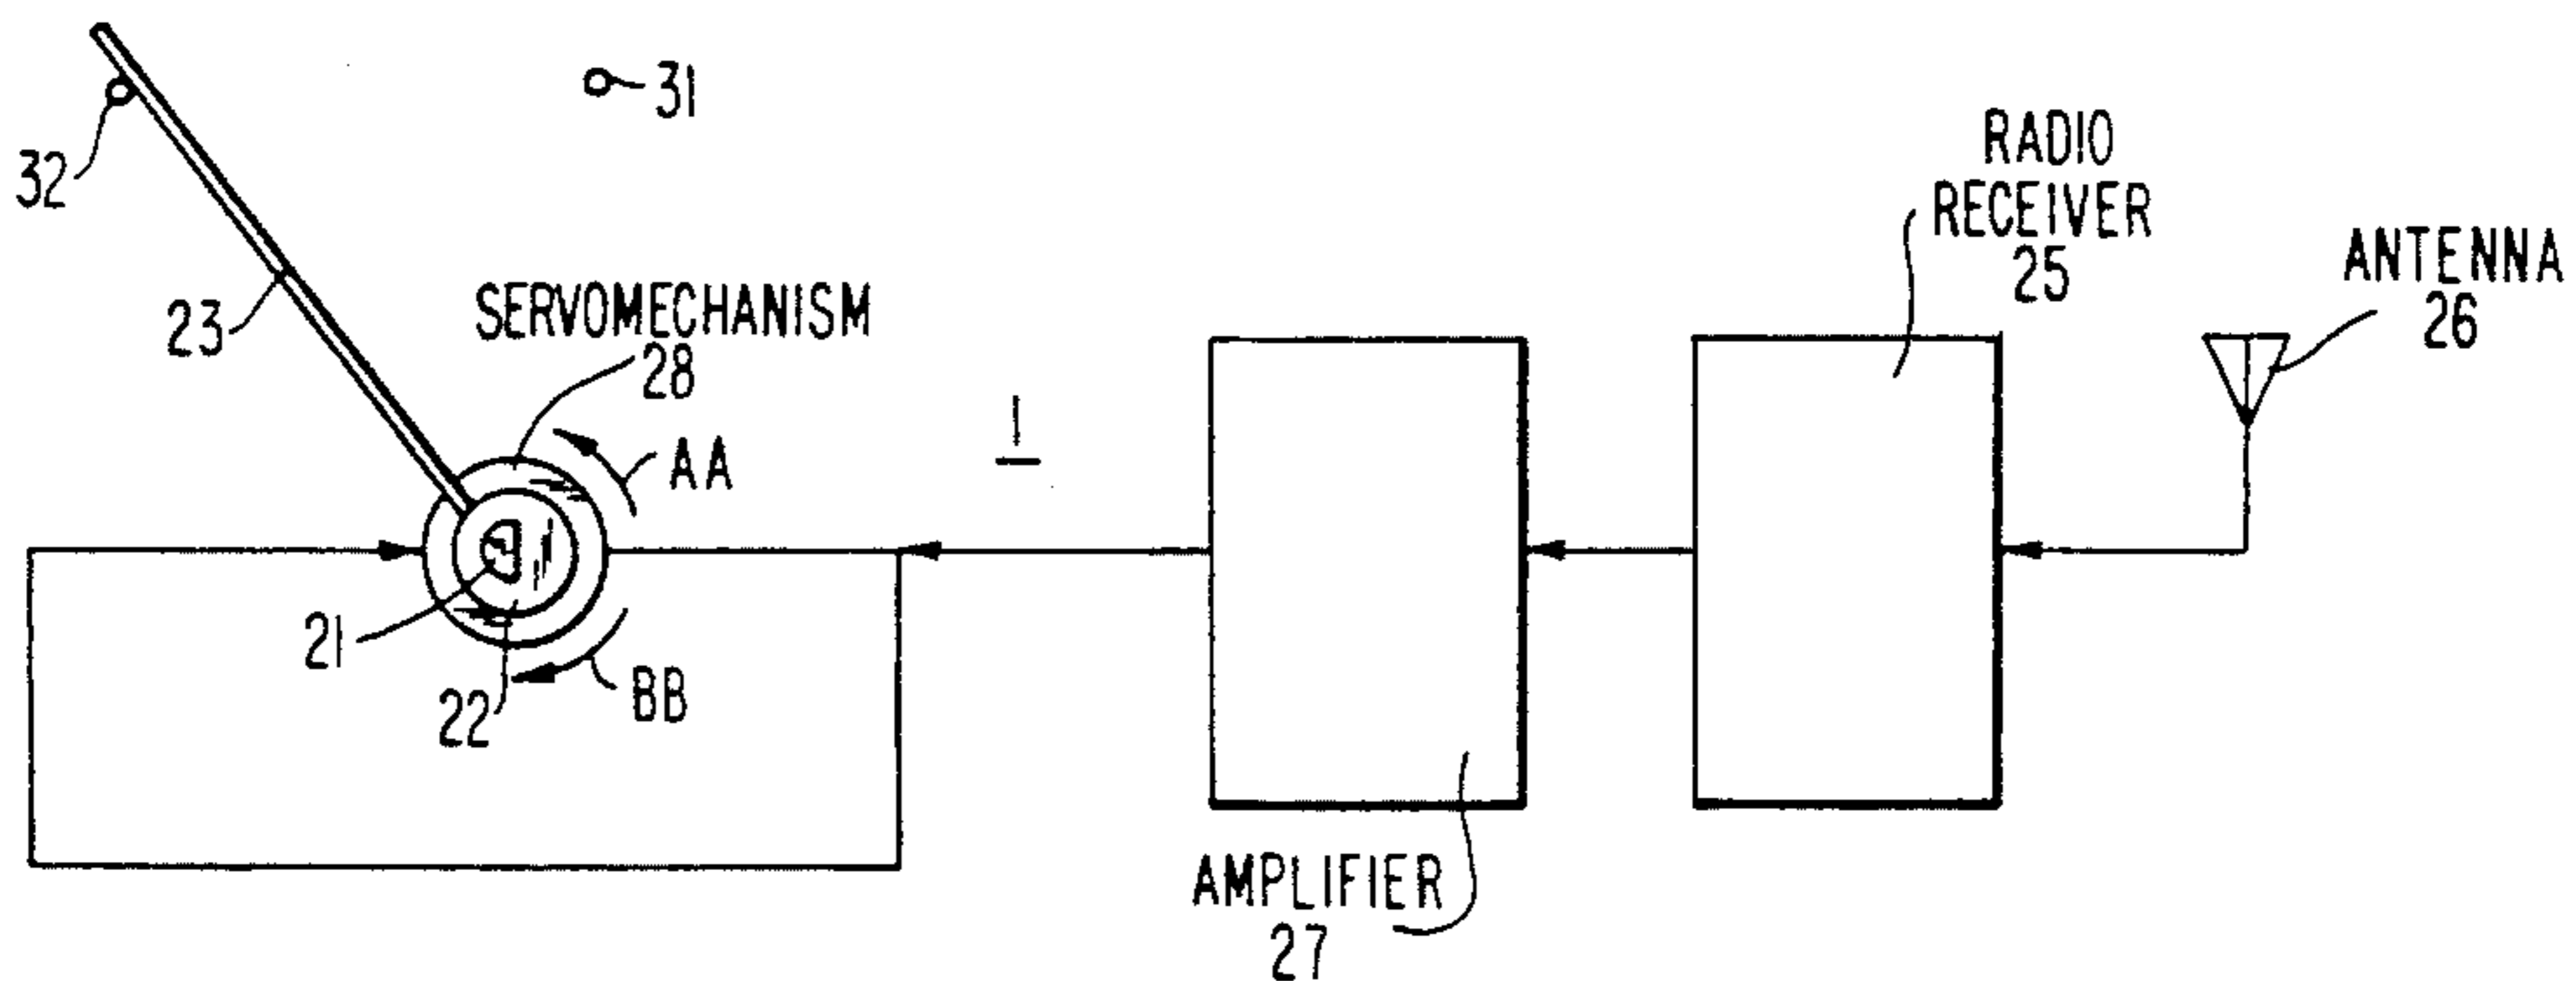 31
32
RADIO
RECEIVER
25
ANTENNA
26
23
SERVOMECHANISM
28
1
AA
21
22
BB
AMPLIFIER
27